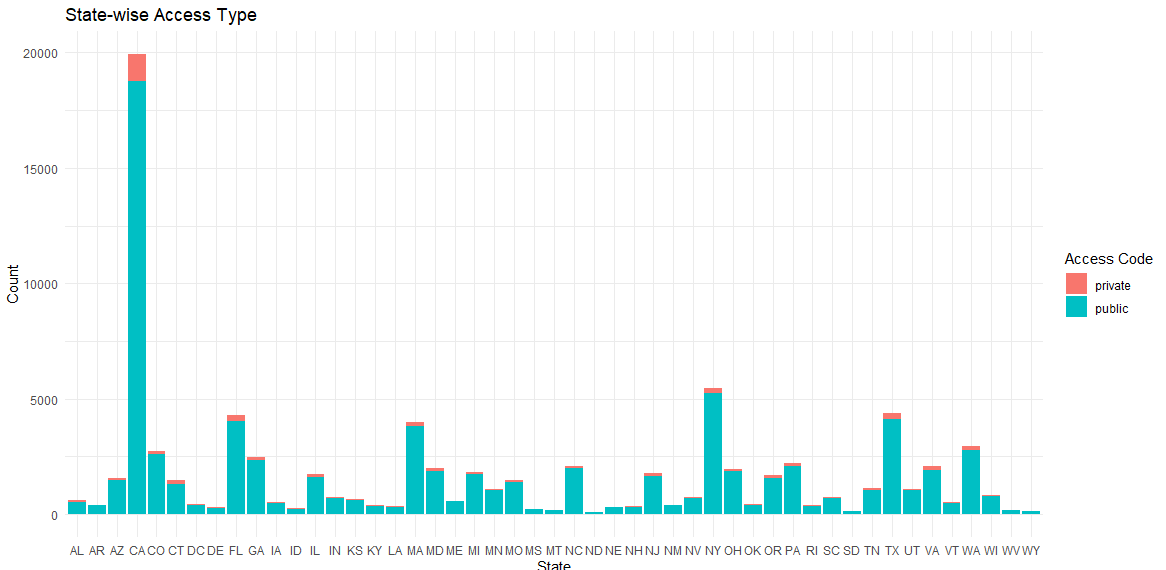 State-wise Access Type
20000
15000
10000
5000
0
Count
AL AR AZ CA CO CT DC DE FL GA IA ID IL IN KS KY LA MA MD ME MI MN MO MS MT NC ND NE NH NJ NM NV NY OH OK OR PA RI SC SD TN TX UT VA VT WA WI WV WY
State
Access Code
private
public